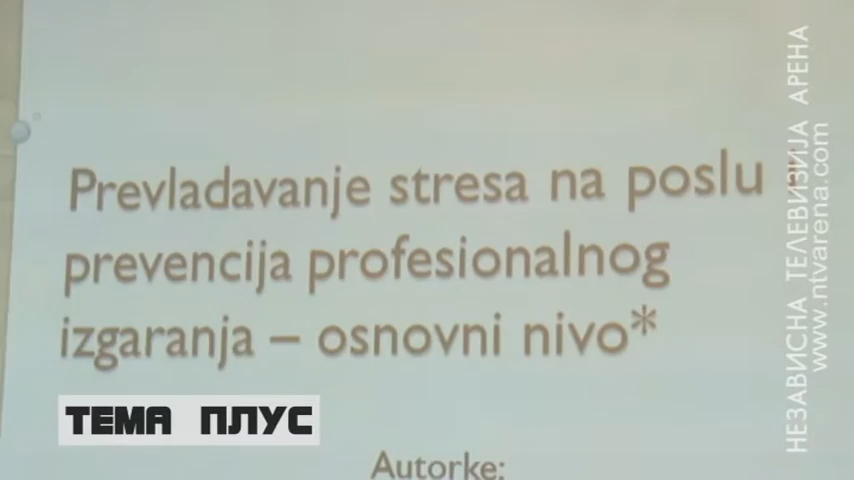 Prevladavanje stresa na poslu
prevencija profesionalnog
izgaranja – osnovni nivo*
Autorke:
ТЕМА ПЛУС
НЕЗАВИСНА ТЕЛЕВИЗИЈА АРЕНА
www.ntvarena.com